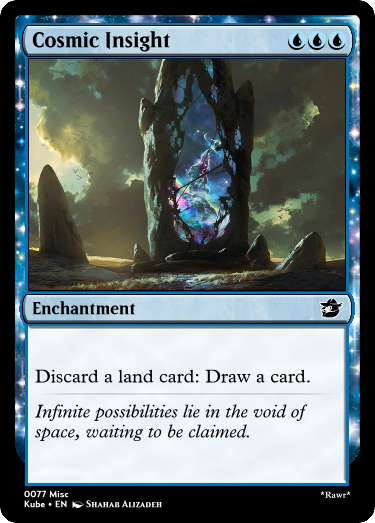 Cosmic Insight
Enchantment
Discard a land card: Draw a card.
Infinite possibilities lie in the void of
space, waiting to be claimed.
0077 Misc
Kube • EN Shahab Alizadeh
*Rawr*